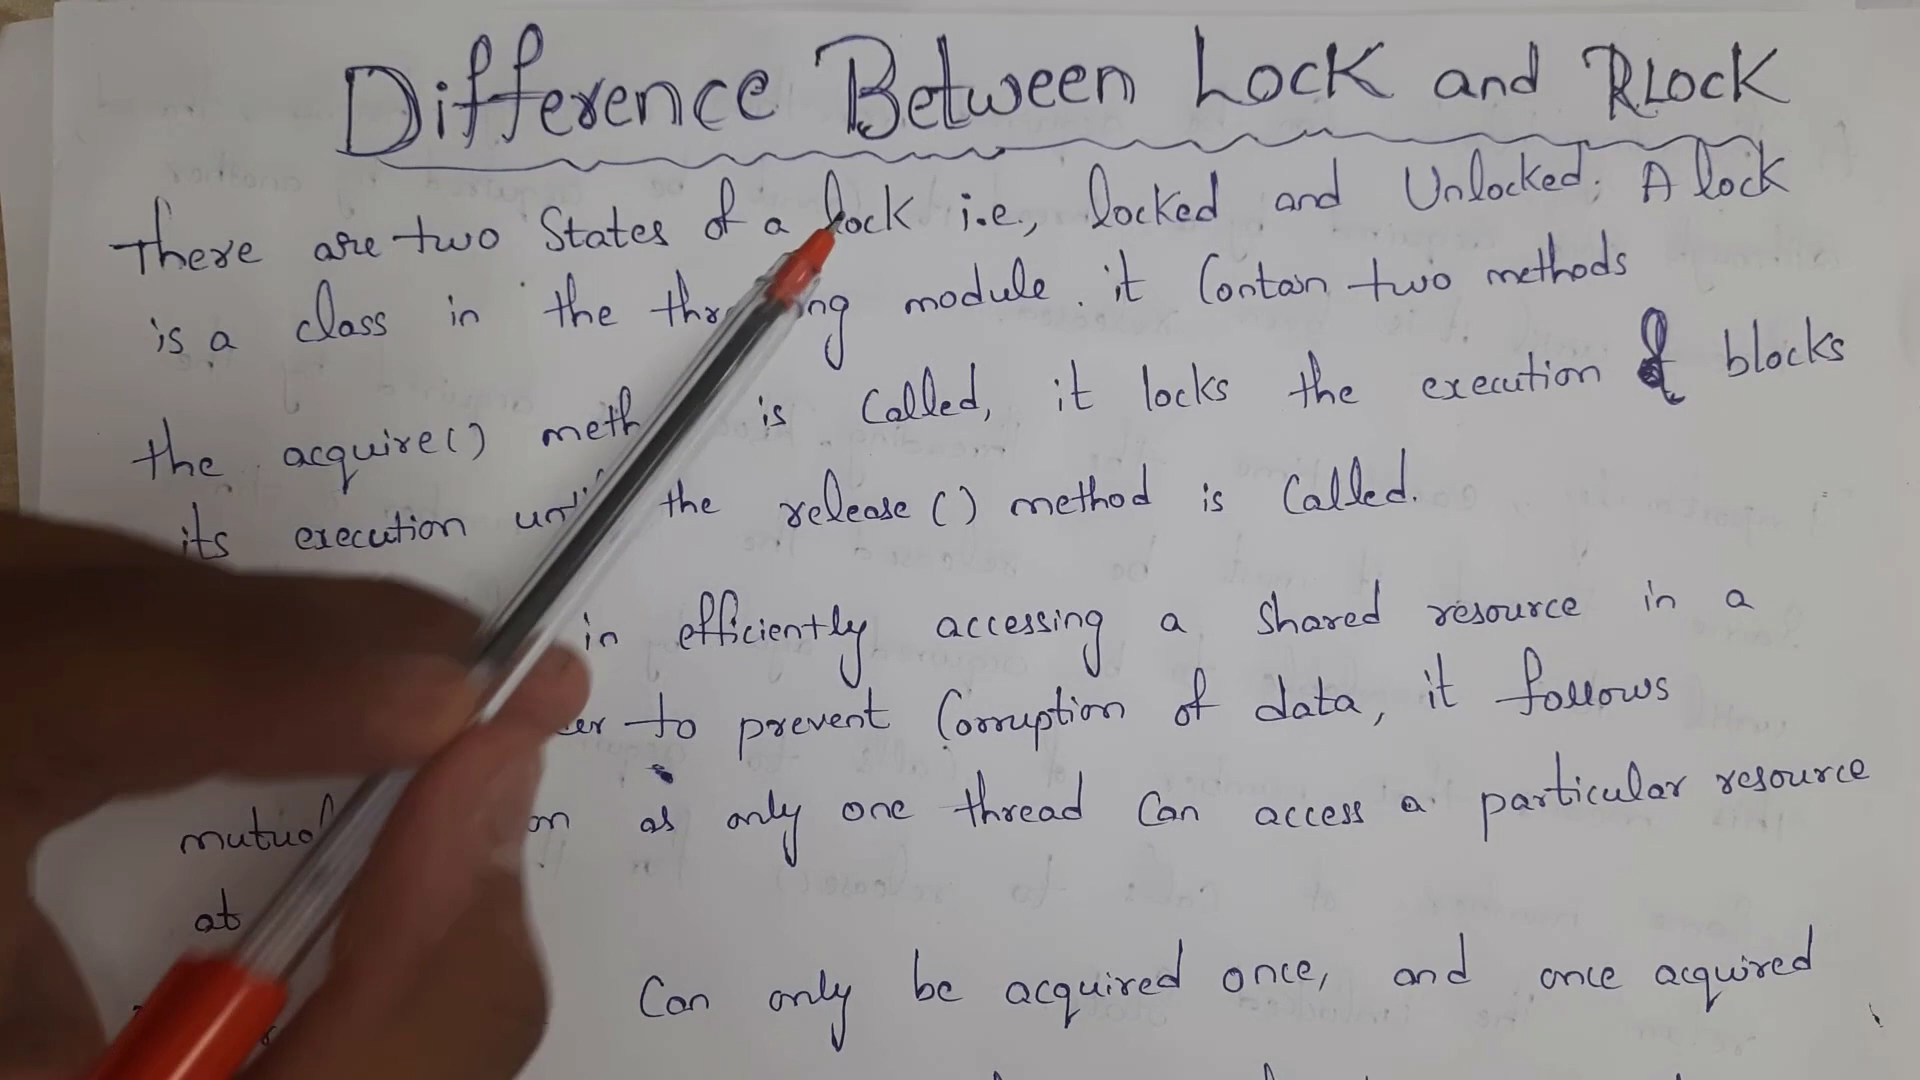 Difference Between Lock and RLock
There are two States of a lock i.e, locked and Unlocked. A lock
is a class in the module. it Contain two methods
the acquire() is Called, it locks the execution & blocks
its execution the release () method is Called.
in efficiently accessing a shared resource in a
to prevent Corruption of data, it follows
as only one thread Can access a particular resource
at
Can only be acquired once, and once acquired